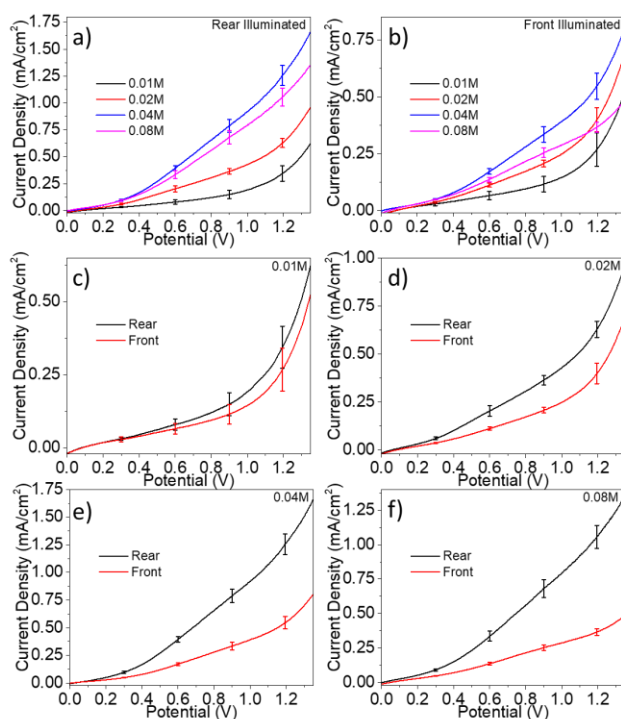 a)
Rear Illuminated
0.01M
0.02M
0.04M
0.08M
Current Density (mA/cm²)
1.75
1.50
1.25
1.00
0.75
0.50
0.25
0.00
0.0 0.2 0.4 0.6 0.8 1.0 1.2
Potential (V)
b)
Front Illuminated
0.01M
0.02M
0.04M
0.08M
Current Density (mA/cm²)
0.75
0.50
0.25
0.00
0.0 0.2 0.4 0.6 0.8 1.0 1.2
Potential (V)
c)
0.01M
Rear
Front
Current Density (mA/cm²)
0.50
0.25
0.00
0.0 0.2 0.4 0.6 0.8 1.0 1.2
Potential (V)
d)
0.02M
Rear
Front
Current Density (mA/cm²)
1.00
0.75
0.50
0.25
0.00
0.0 0.2 0.4 0.6 0.8 1.0 1.2
Potential (V)
e)
0.04M
Rear
Front
Current Density (mA/cm²)
1.75
1.50
1.25
1.00
0.75
0.50
0.25
0.00
0.0 0.2 0.4 0.6 0.8 1.0 1.2
Potential (V)
f)
0.08M
Rear
Front
Current Density (mA/cm²)
1.25
1.00
0.75
0.50
0.25
0.00
0.0 0.2 0.4 0.6 0.8 1.0 1.2
Potential (V)